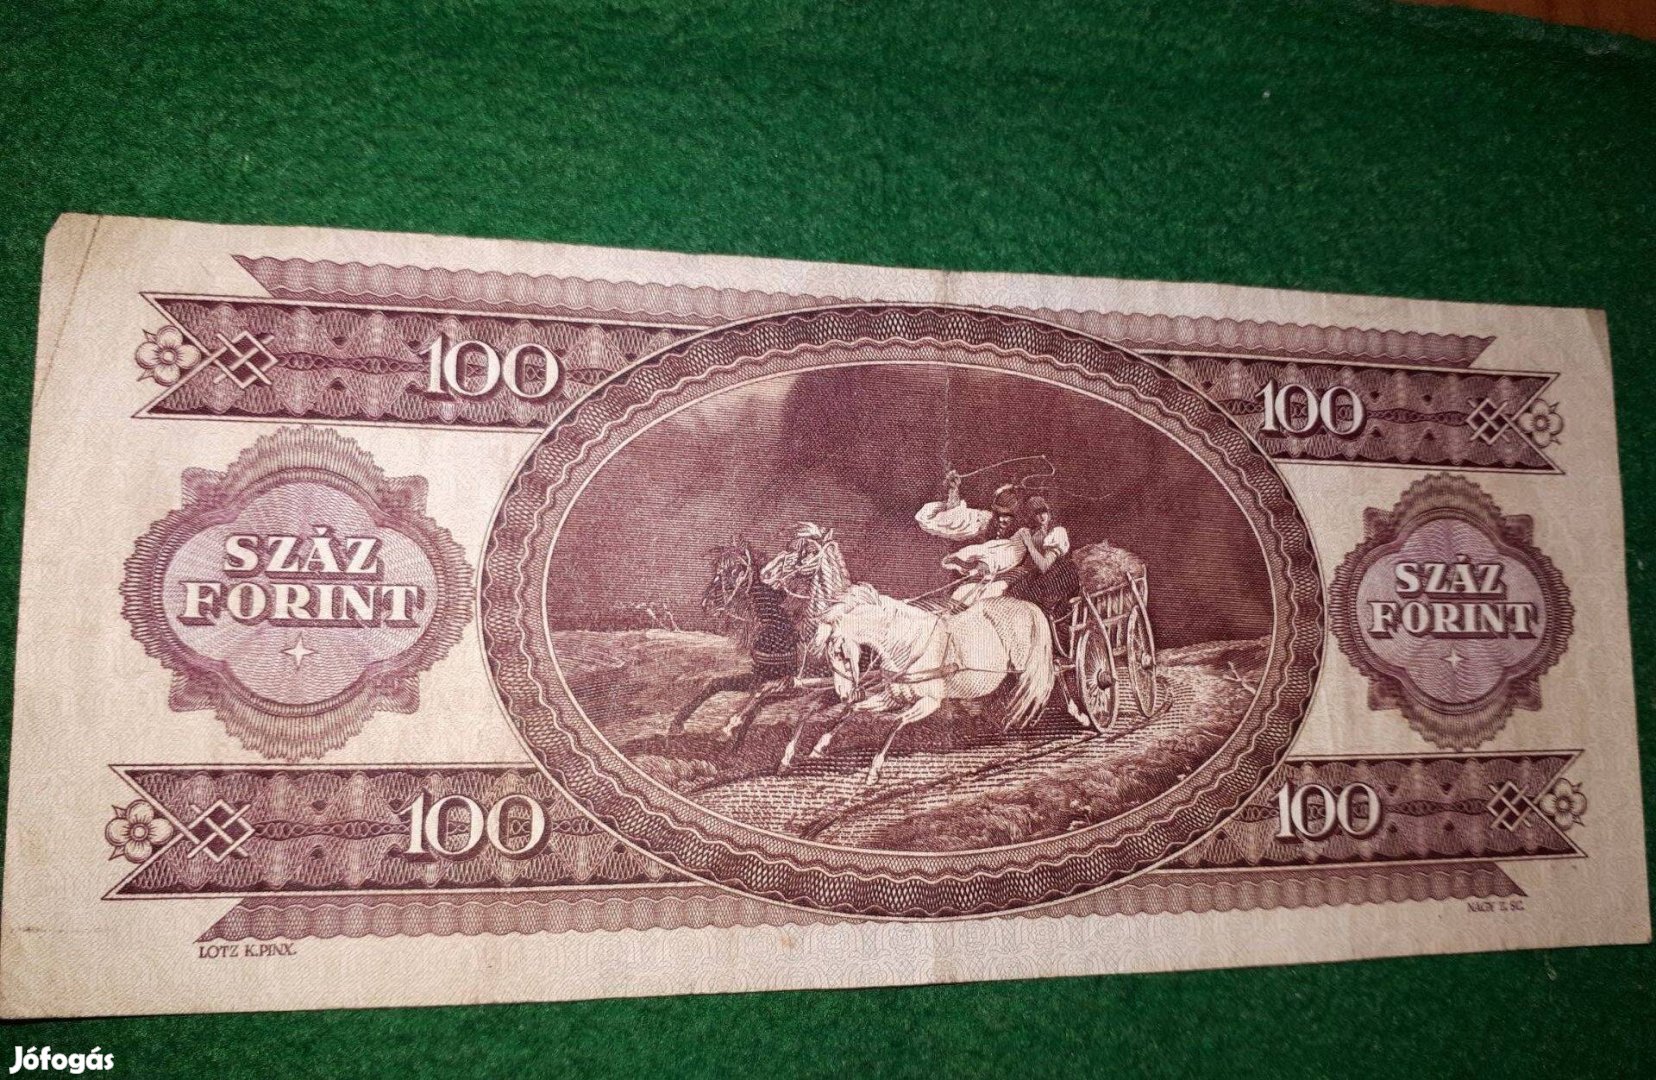 100
100
SZÁZ
FORINT
SZÁZ
FORINT
100
100
LOTZ K. PINX.
NAGY Z. SC.
Jófogás